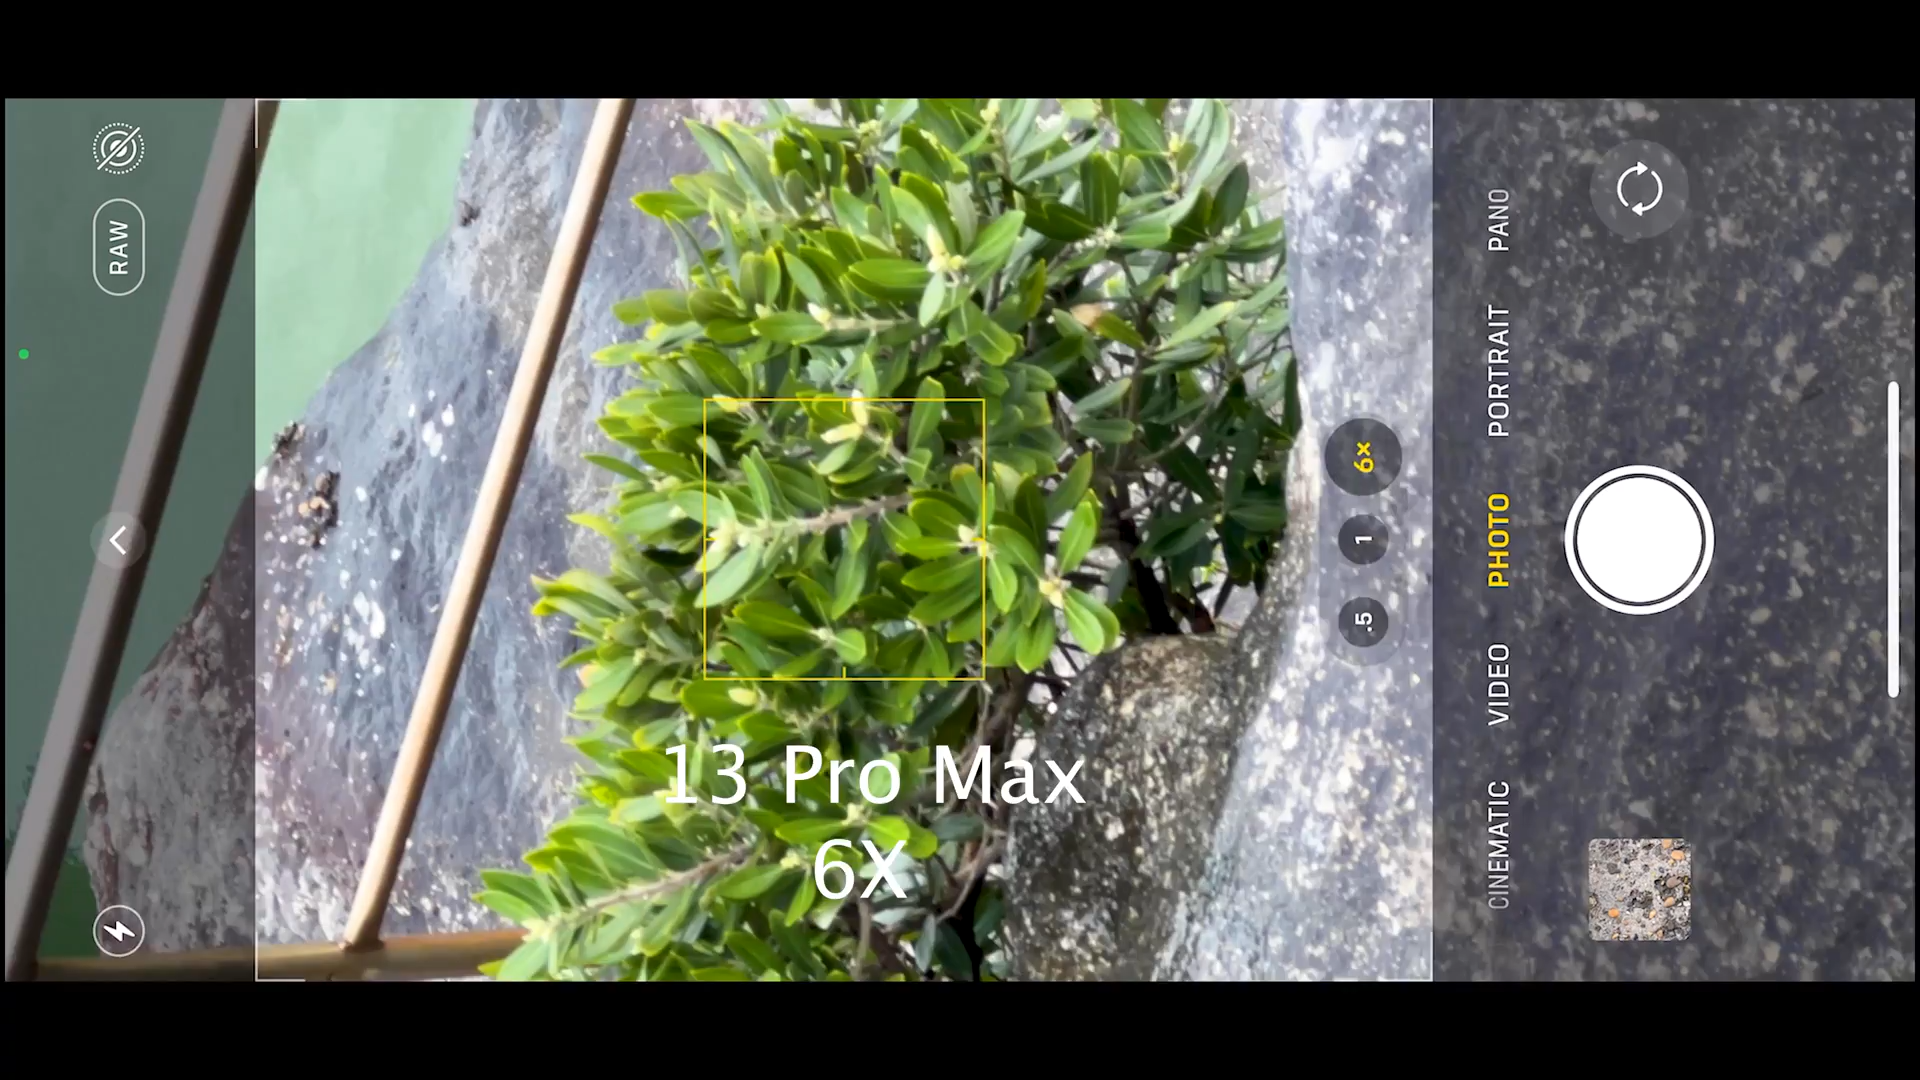 RAW
13 Pro Max
6X
6×
1
.5
PANO
PORTRAIT
PHOTO
VIDEO
CINEMATIC